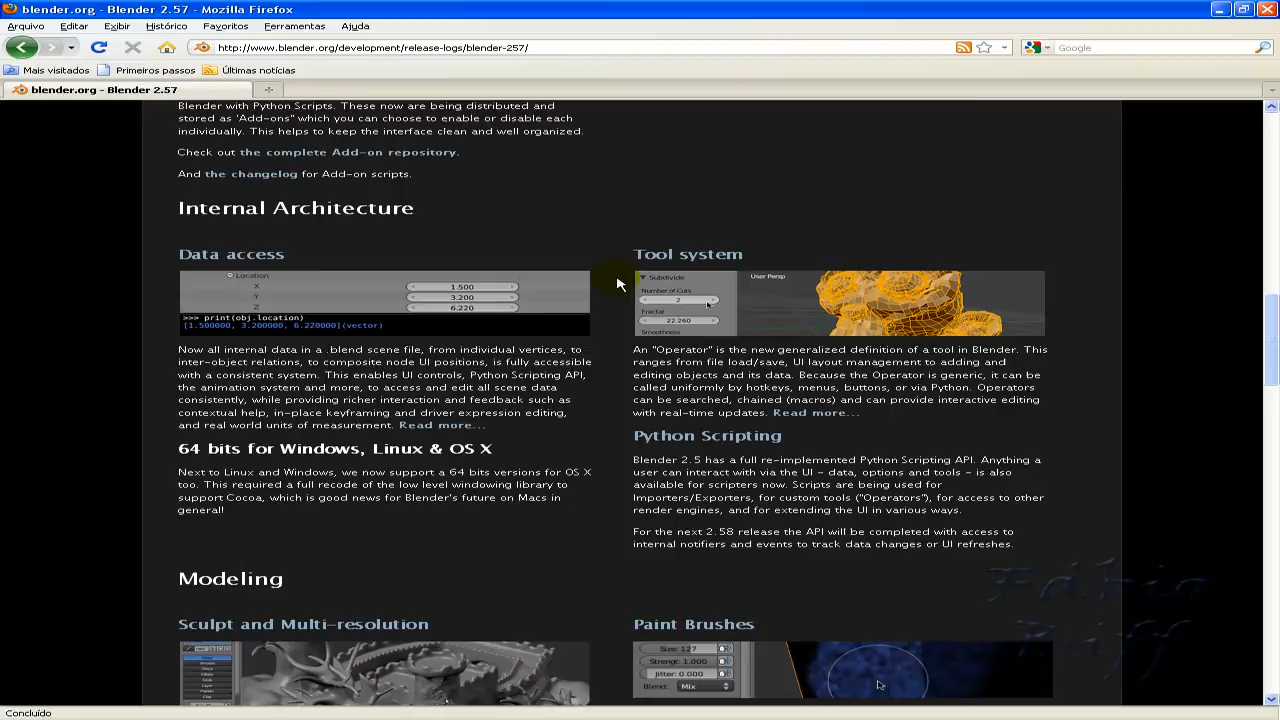 blender.org - Blender 2.57 - Mozilla Firefox
Arquivo Editar Exibir Histórico Favoritos Ferramentas Ajuda
http://www.blender.org/development/release-logs/blender-257/
Google
Mais visitados Primeiros passos Últimas notícias
blender.org - Blender 2.57
Blender with Python Scripts. These now are being distributed and
stored as 'Add-ons" which you can choose to enable or disable each
individually. This helps to keep the interface clean and well organized.
Check out the complete Add-on repository.
And the changelog for Add-on scripts.
Internal Architecture
Data access
Location
X 1.500
Y 3.200
Z 6.220
>>> print(obj.location)
[1.500000, 3.200000, 6.220000](vector)
Now all internal data in a .blend scene file, from individual vertices, to
inter-object relations, to composite node UI positions, is fully accessible
with a consistent system. This enables UI controls, Python Scripting API,
the animation system and more, to access and edit all scene data
consistently, while providing richer interaction and feedback such as
contextual help, in-place keyframing and driver expression editing,
and real world units of measurement. Read more...
64 bits for Windows, Linux & OS X
Next to Linux and Windows, we now support a 64 bits versions for OS X
too. This required a full recode of the low level windowing library to
support Cocoa, which is good news for Blender's future on Macs in
general!
Tool system
Subdivide
User Persp
Number of Cuts
2
Fractal
22.260
Smoothness
An "Operator" is the new generalized definition of a tool in Blender. This
ranges from file load/save, UI layout management to adding and
editing objects and its data. Because the Operator is generic, it can be
called uniformly by hotkeys, menus, buttons, or via Python. Operators
can be searched, chained (macros) and can provide interactive editing
with real-time updates. Read more...
Python Scripting
Blender 2.5 has a full re-implemented Python Scripting API. Anything a
user can interact with via the UI - data, options and tools - is also
available for scripters now. Scripts are being used for
Importers/Exporters, for custom tools ("Operators"), for access to other
render engines, and for extending the UI in various ways.
For the next 2.58 release the API will be completed with access to
internal notifiers and events to track data changes or UI refreshes.
Modeling
Sculpt and Multi-resolution
Paint Brushes
Size: 127
Strengt: 1.000
Jitter: 0.000
Blend: Mix
Concluído